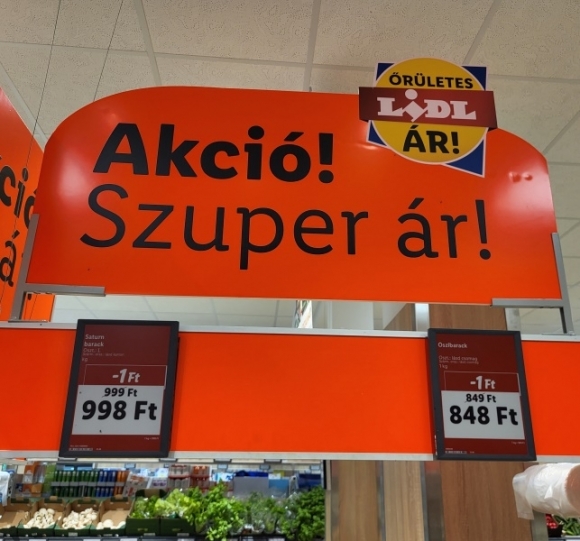 ŐRÜLETES
LIDL
ÁR!
Akció!
Szuper ár!
Saturn
barack
-1 Ft
999 Ft
998 Ft
Őszibarack
-1 Ft
849 Ft
848 Ft